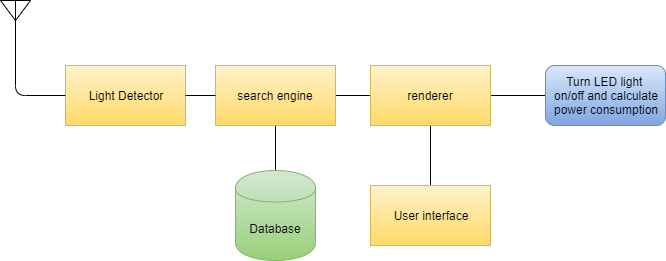 Light Detector
search engine
renderer
Turn LED light
on/off and calculate
power consumption
Database
User interface